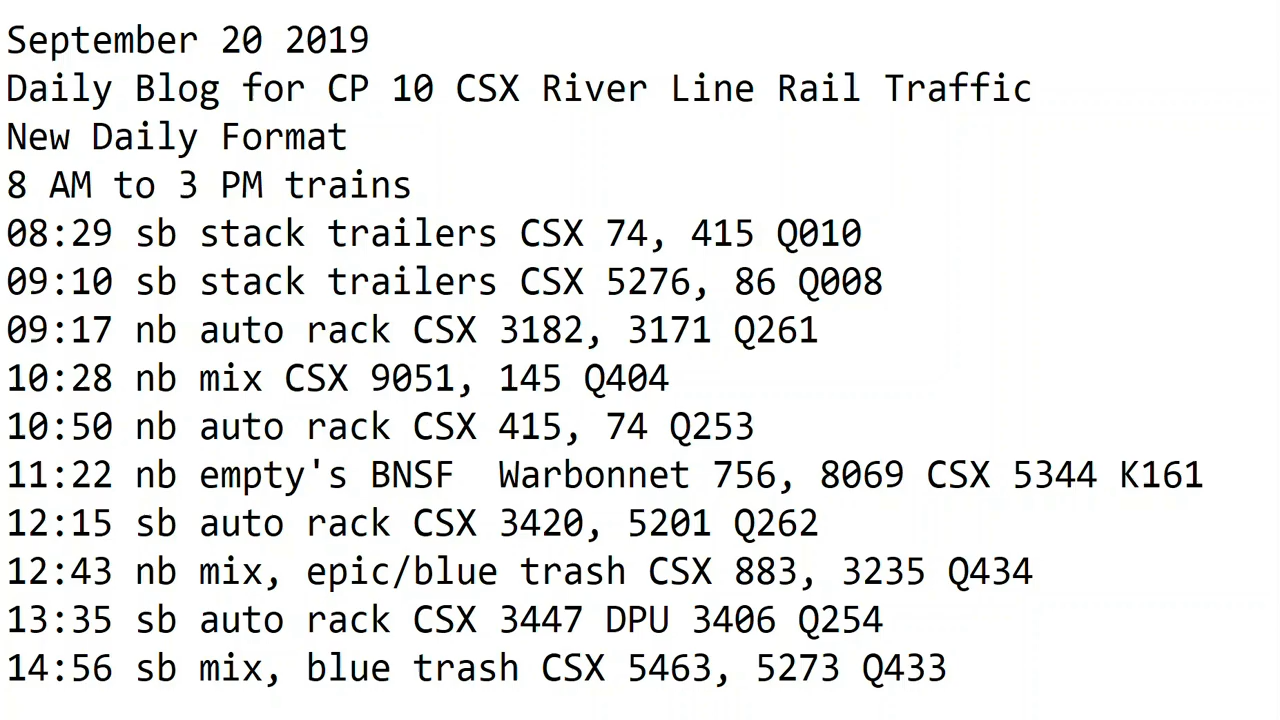 September 20 2019
Daily Blog for CP 10 CSX River Line Rail Traffic
New Daily Format
8 AM to 3 PM trains
08:29 sb stack trailers CSX 74, 415 Q010
09:10 sb stack trailers CSX 5276, 86 Q008
09:17 nb auto rack CSX 3182, 3171 Q261
10:28 nb mix CSX 9051, 145 Q404
10:50 nb auto rack CSX 415, 74 Q253
11:22 nb empty's BNSF  Warbonnet 756, 8069 CSX 5344 K161
12:15 sb auto rack CSX 3420, 5201 Q262
12:43 nb mix, epic/blue trash CSX 883, 3235 Q434
13:35 sb auto rack CSX 3447 DPU 3406 Q254
14:56 sb mix, blue trash CSX 5463, 5273 Q433